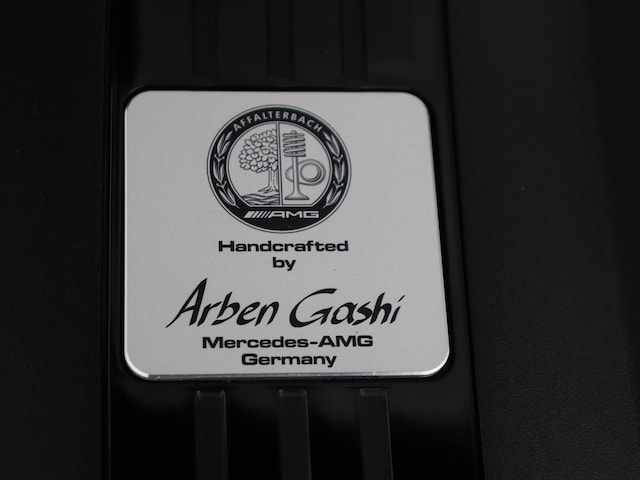 AFFALTERBACH
AMG
Handcrafted
by
Arben Gashi
Mercedes-AMG
Germany